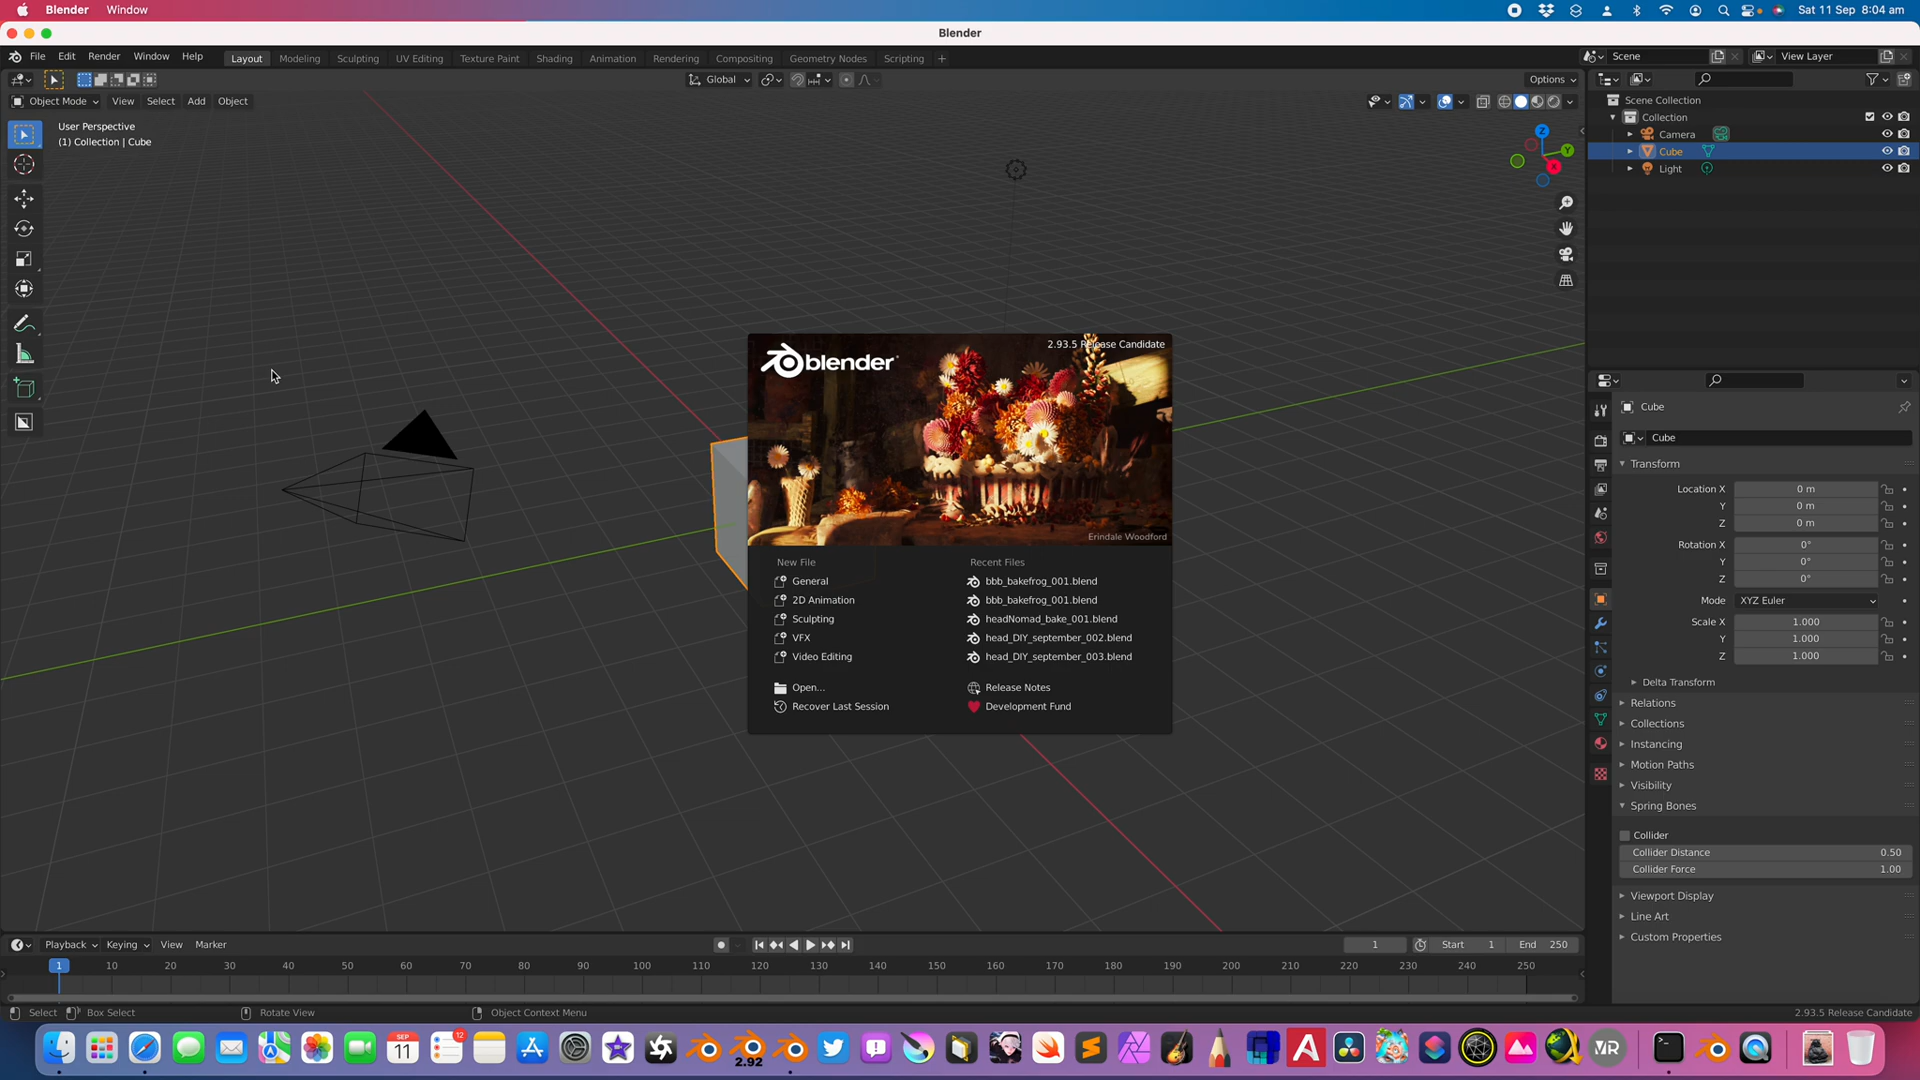 Blender Window Sat 11 Sep 8:04 am
Blender
File Edit Render Window Help Layout Modeling Sculpting UV Editing Texture Paint Shading Animation Rendering Compositing Geometry Nodes Scripting + Scene View Layer
Global Options
Object Mode View Select Add Object
User Perspective
(1) Collection | Cube
Z
Y
X
Scene Collection
Collection
Camera
Cube
Light
blender
2.93.5 Release Candidate
Erindale Woodford
New File
General
2D Animation
Sculpting
VFX
Video Editing
Open...
Recover Last Session
Recent Files
bbb_bakefrog_001.blend
bbb_bakefrog_001.blend
headNomad_bake_001.blend
head_DIY_september_002.blend
head_DIY_september_003.blend
Release Notes
Development Fund
Cube
Cube
Transform
Location X 0 m
Y 0 m
Z 0 m
Rotation X 0°
Y 0°
Z 0°
Mode XYZ Euler
Scale X 1.000
Y 1.000
Z 1.000
Delta Transform
Relations
Collections
Instancing
Motion Paths
Visibility
Spring Bones
Collider
Collider Distance 0.50
Collider Force 1.00
Viewport Display
Line Art
Custom Properties
Playback Keying View Marker 1 Start 1 End 250
1 10 20 30 40 50 60 70 80 90 100 110 120 130 140 150 160 170 180 190 200 210 220 230 240 250
Select Box Select Rotate View Object Context Menu 2.93.5 Release Candidate
SEP
11
12
2.92
VR